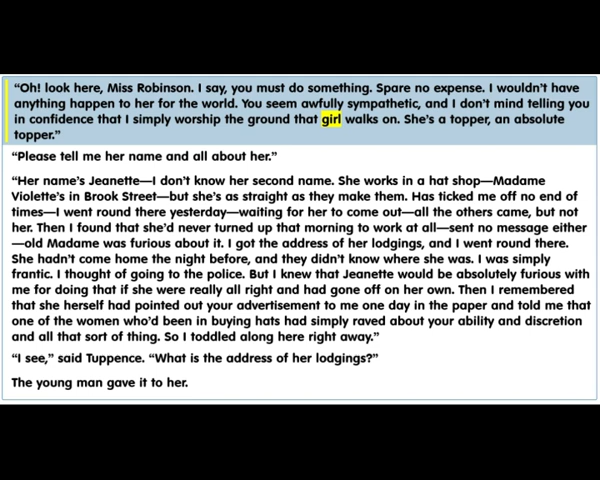 “Oh! look here, Miss Robinson. I say, you must do something. Spare no expense. I wouldn’t have
anything happen to her for the world. You seem awfully sympathetic, and I don’t mind telling you
in confidence that I simply worship the ground that girl walks on. She’s a topper, an absolute
topper.”
“Please tell me her name and all about her.”
“Her name’s Jeanette—I don’t know her second name. She works in a hat shop—Madame
Violette’s in Brook Street—but she’s as straight as they make them. Has ticked me off no end of
times—I went round there yesterday—waiting for her to come out—all the others came, but not
her. Then I found that she’d never turned up that morning to work at all—sent no message either
—old Madame was furious about it. I got the address of her lodgings, and I went round there.
She hadn’t come home the night before, and they didn’t know where she was. I was simply
frantic. I thought of going to the police. But I knew that Jeanette would be absolutely furious with
me for doing that if she were really all right and had gone off on her own. Then I remembered
that she herself had pointed out your advertisement to me one day in the paper and told me that
one of the women who’d been in buying hats had simply raved about your ability and discretion
and all that sort of thing. So I toddled along here right away.”
“I see,” said Tuppence. “What is the address of her lodgings?”
The young man gave it to her.